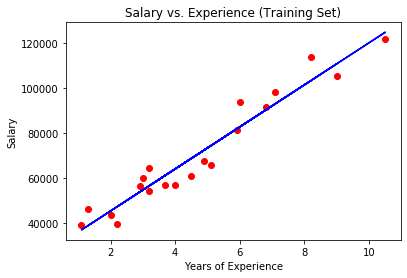 Salary vs. Experience (Training Set)
120000
100000
80000
60000
40000
Salary
2 4 6 8 10
Years of Experience